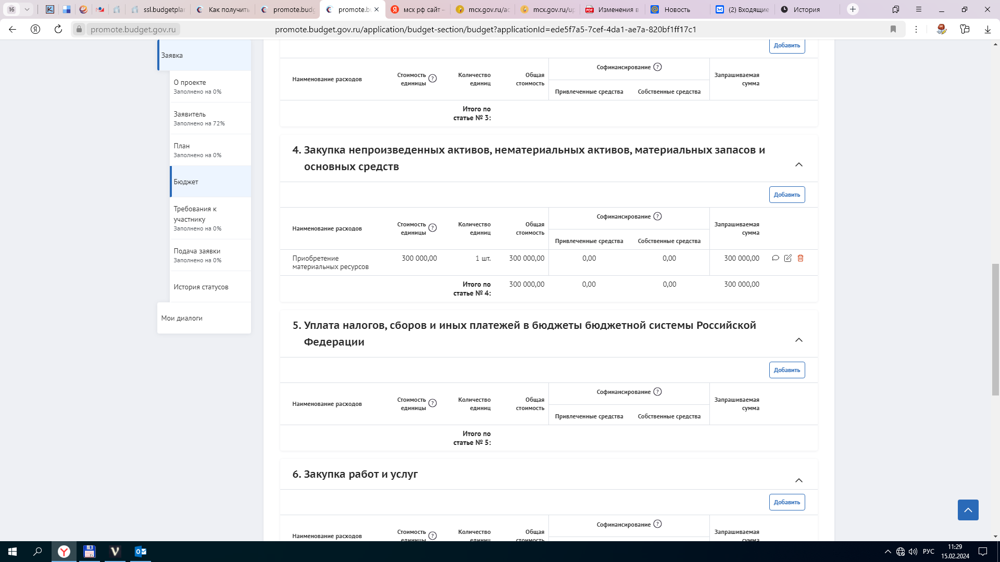 16
ssl.budgetplan
Как получить
promote.budg
promote.bu
мсх рф сайт
mcx.gov.ru/ac
mcx.gov.ru/up
Изменения в
Новость
(2) Входящие
История
promote.budget.gov.ru
promote.budget.gov.ru/application/budget-section/budget?applicationId=ede5f7a5-7cef-4da1-ae7a-820bf1ff17c1
Заявка
О проекте
Заполнено на 0%
Заявитель
Заполнено на 72%
План
Заполнено на 0%
Бюджет
Требования к
участнику
Заполнено на 0%
Подача заявки
Заполнено на 0%
История статусов
Мои диалоги
Добавить
Наименование расходов
Стоимость единицы
Количество единиц
Общая стоимость
Софинансирование
Привлеченные средства
Собственные средства
Запрашиваемая сумма
Итого по
статье № 3:
4. Закупка непроизведенных активов, нематериальных активов, материальных запасов и
основных средств
Добавить
Наименование расходов
Стоимость единицы
Количество единиц
Общая стоимость
Софинансирование
Привлеченные средства
Собственные средства
Запрашиваемая сумма
Приобретение
материальных ресурсов
300 000,00 1 шт. 300 000,00 0,00 0,00 300 000,00
Итого по
статье № 4:
300 000,00 0,00 0,00 300 000,00
5. Уплата налогов, сборов и иных платежей в бюджеты бюджетной системы Российской
Федерации
Добавить
Наименование расходов
Стоимость единицы
Количество единиц
Общая стоимость
Софинансирование
Привлеченные средства
Собственные средства
Запрашиваемая сумма
Итого по
статье № 5:
6. Закупка работ и услуг
Добавить
Наименование расходов
Стоимость единицы
Количество единиц
Общая стоимость
Софинансирование
Запрашиваемая сумма
РУС
11:29
15.02.2024